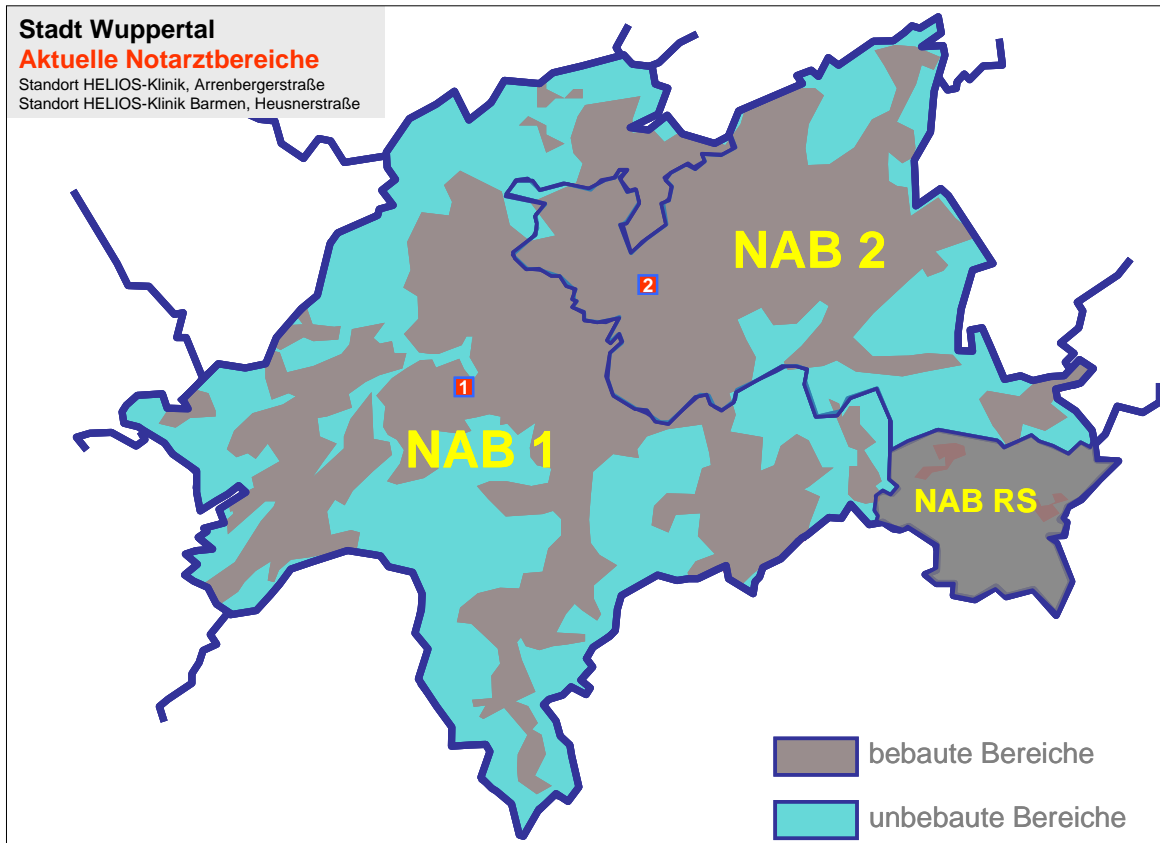 Stadt Wuppertal
Aktuelle Notarztbereiche
Standort HELIOS-Klinik, Arrenbergerstraße
Standort HELIOS-Klinik Barmen, Heusnerstraße
NAB 2
2
1
NAB 1
NAB RS
bebaute Bereiche
unbebaute Bereiche